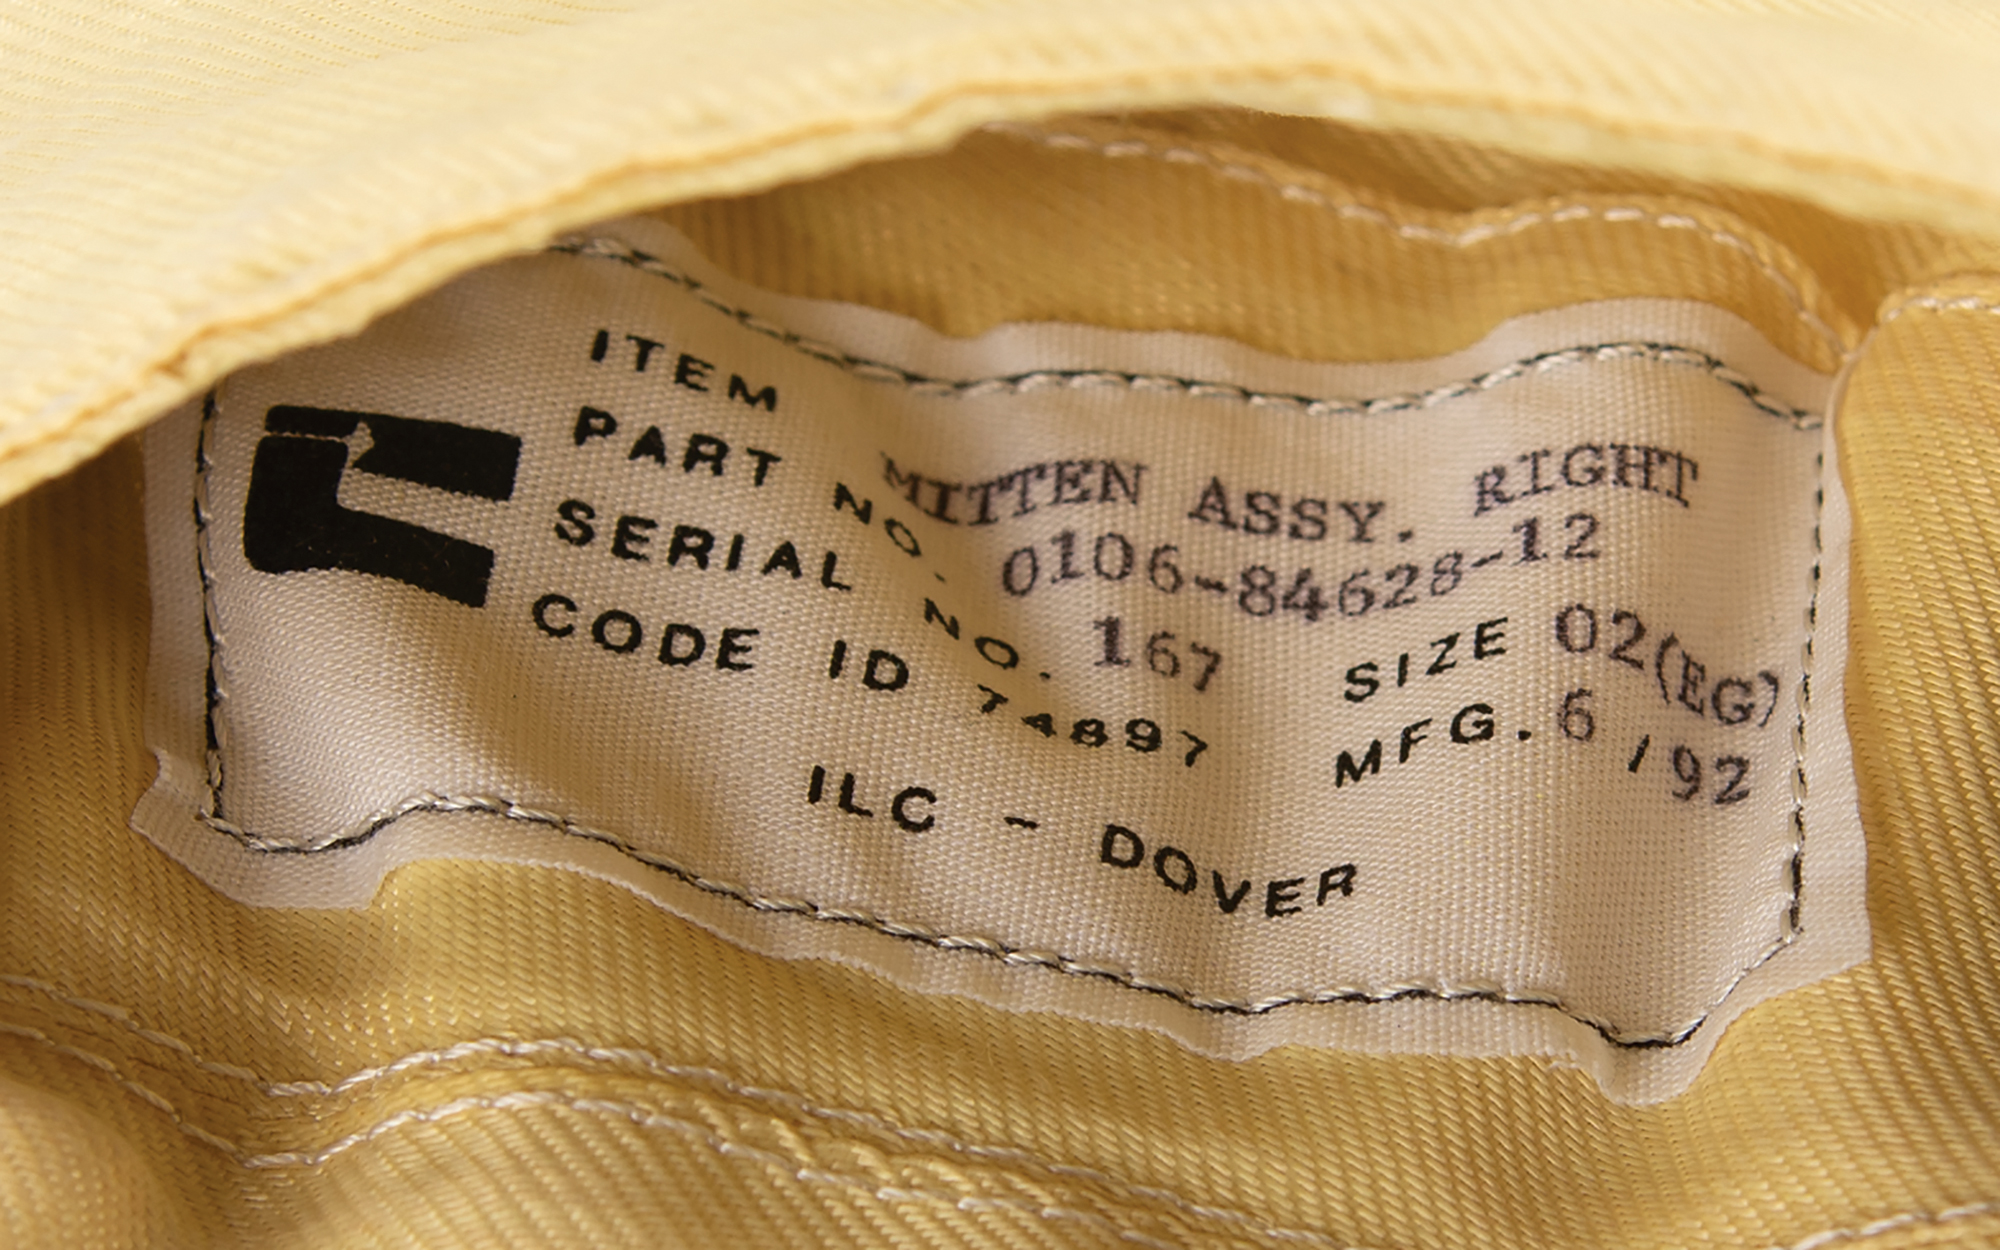 ITEM MITTEN ASSY. RIGHT
PART NO. 0106-84628-12
SERIAL NO. 167 SIZE 02(EG)
CODE ID 74897 MFG. 6 / 92
ILC - DOVER